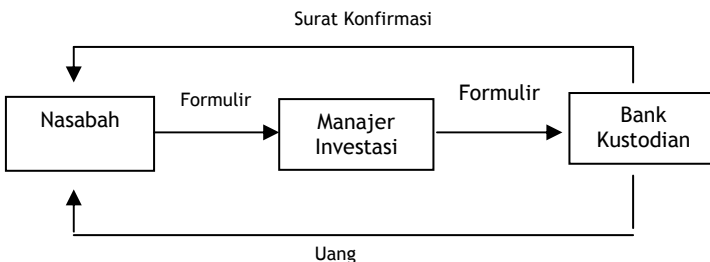 Surat Konfirmasi
Nasabah
Formulir
Manajer
Investasi
Formulir
Bank
Kustodian
Uang